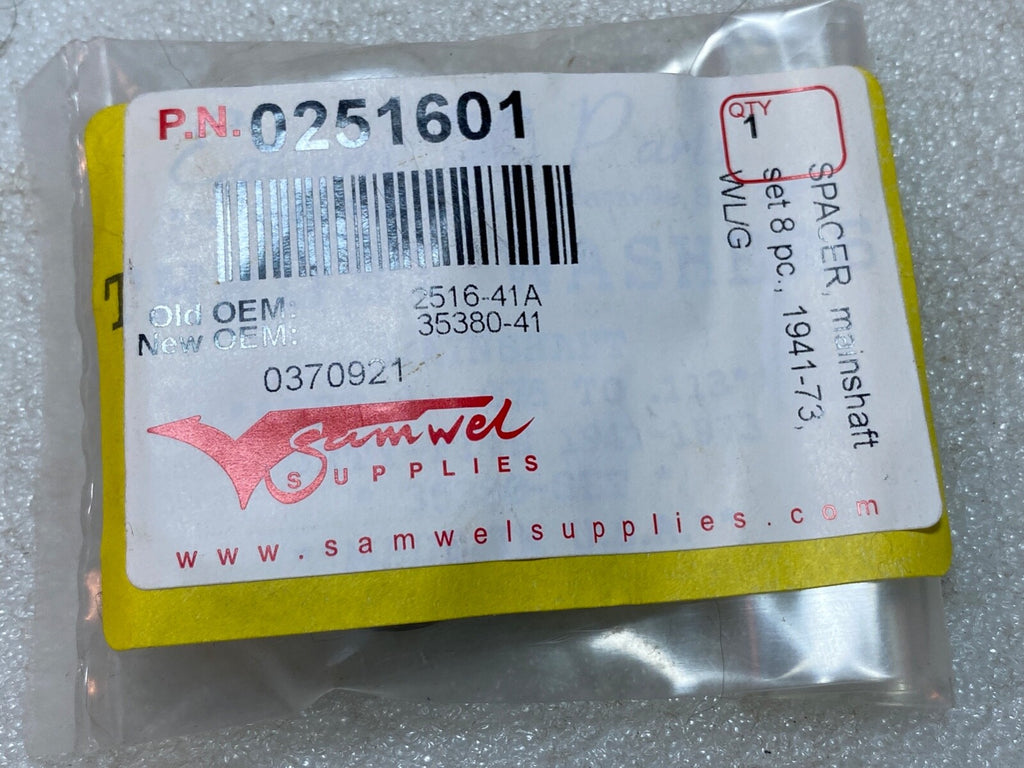 P.N. 0251601
QTY
1
SPACER, mainshaft
set 8 pc., 1941-73,
WL/G
Old OEM: 2516-41A
New OEM: 35380-41
0370921
samwel
SUPPLIES
www.samwelsupplies.com